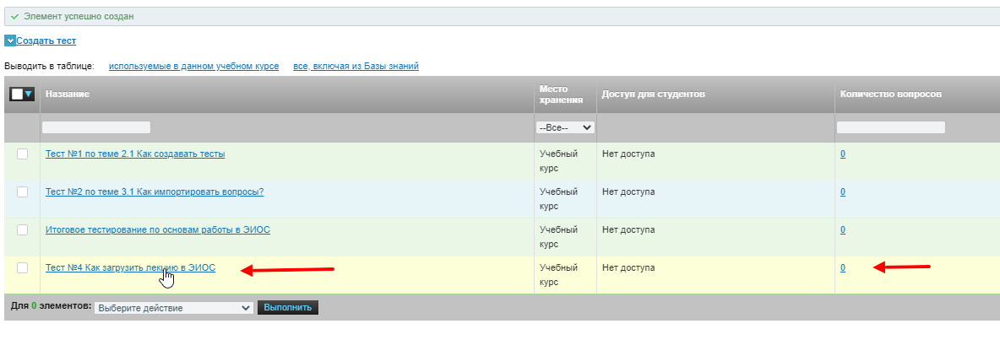 Элемент успешно создан
Создать тест
Выводить в таблице: используемые в данном учебном курсе все, включая из Базы знаний
Название Место хранения Доступ для студентов Количество вопросов
--Все--
Тест №1 по теме 2.1 Как создавать тесты Учебный курс Нет доступа 0
Тест №2 по теме 3.1 Как импортировать вопросы? Учебный курс Нет доступа 0
Итоговое тестирование по основам работы в ЭИОС Учебный курс Нет доступа 0
Тест №4 Как загрузить лекцию в ЭИОС Учебный курс Нет доступа 0
Для 0 элементов: Выберите действие Выполнить